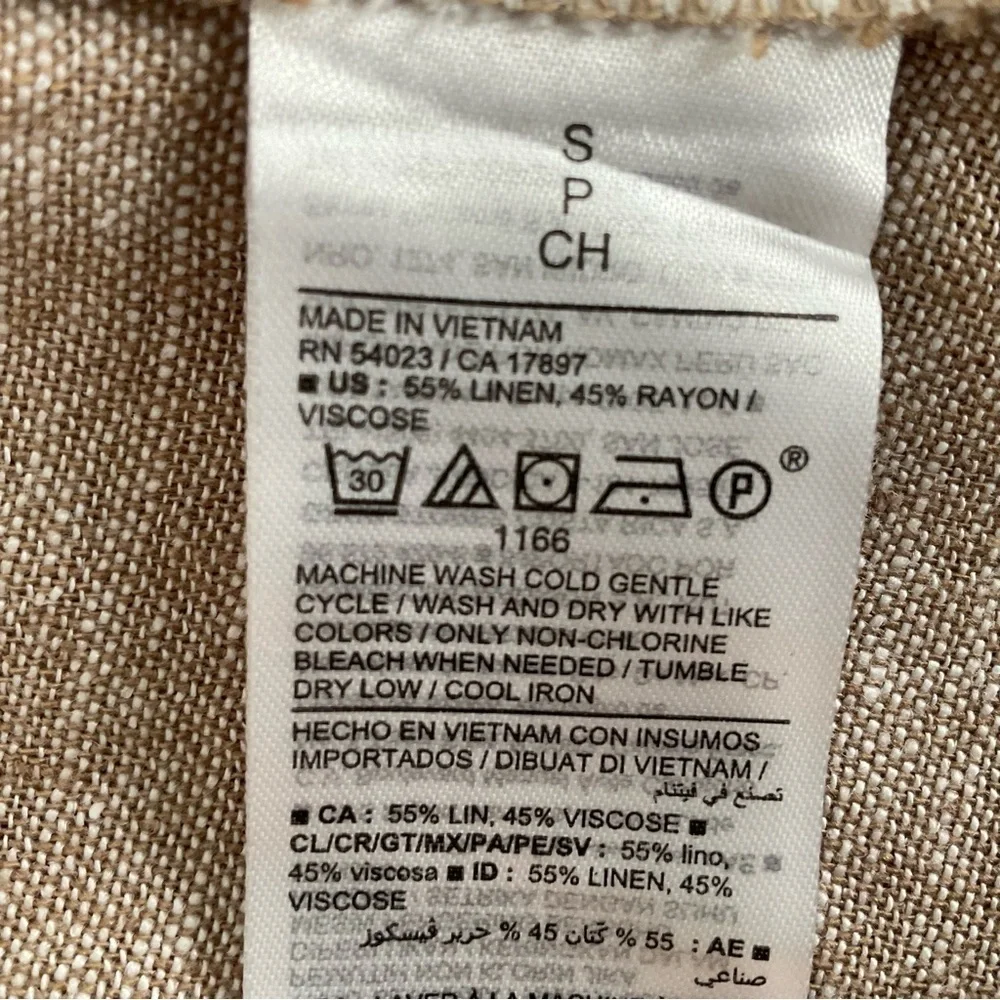 S
P
CH
MADE IN VIETNAM
RN 54023 / CA 17897
■ US : 55% LINEN, 45% RAYON /
VISCOSE
30 P ®
1166
MACHINE WASH COLD GENTLE
CYCLE / WASH AND DRY WITH LIKE
COLORS / ONLY NON-CHLORINE
BLEACH WHEN NEEDED / TUMBLE
DRY LOW / COOL IRON
HECHO EN VIETNAM CON INSUMOS
IMPORTADOS / DIBUAT DI VIETNAM /
تصنع في فيتنام
■ CA : 55% LIN, 45% VISCOSE ■
CL/CR/GT/MX/PA/PE/SV : 55% lino,
45% viscosa ■ ID : 55% LINEN, 45%
VISCOSE
■ AE : 55 % كتان 45 % حرير فيسكوز
صناعي
LAVER À LA MACHINE